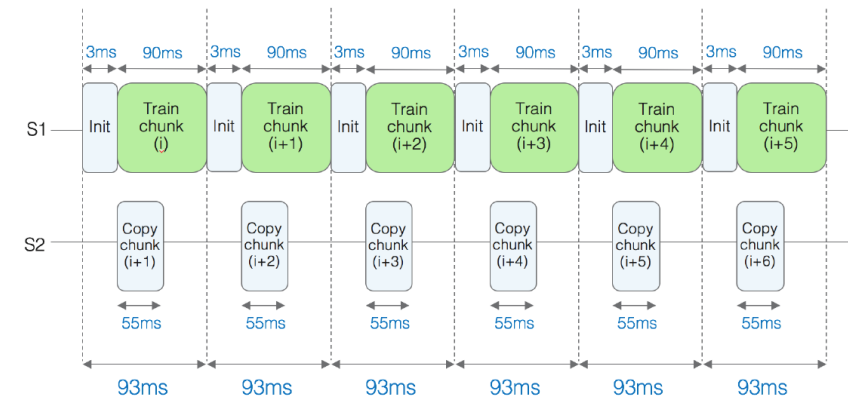 3ms 90ms 3ms 90ms 3ms 90ms 3ms 90ms 3ms 90ms 3ms 90ms
S1
Init
Train
chunk
(i)
Init
Train
chunk
(i+1)
Init
Train
chunk
(i+2)
Init
Train
chunk
(i+3)
Init
Train
chunk
(i+4)
Init
Train
chunk
(i+5)
S2
Copy
chunk
(i+1)
Copy
chunk
(i+2)
Copy
chunk
(i+3)
Copy
chunk
(i+4)
Copy
chunk
(i+5)
Copy
chunk
(i+6)
55ms 55ms 55ms 55ms 55ms 55ms
93ms 93ms 93ms 93ms 93ms 93ms